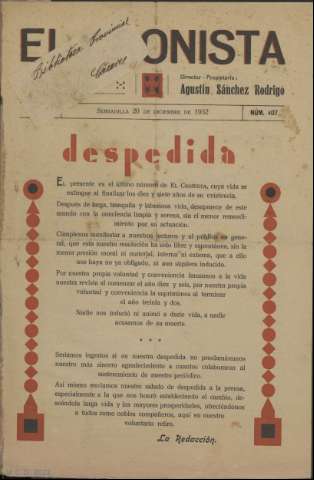 EL ONISTA
Biblioteca Provincial
Cáceres
Director - Propietario:
Agustín Sánchez Rodrigo
SERRADILLA 20 DE DICIEMBRE DE 1932
NÚM. 407
despedida
EL presente es el último número de EL CRONISTA, cuya vida se
extingue al finalizar los diez y siete años de su existencia.
Después de larga, tranquila y laboriosa vida, desaparece de este
mundo con la conciencia limpia y serena, sin el menor remordi-
miento por su actuación.
Cúmplenos manifestar a nuestros lectores y al público en gene-
ral, que esta nuestra resolución ha sido libre y espontánea, sin la
menor presión moral ni material, interna ni externa, que a ello
nos haya no ya obligado, ni aun siquiera inducido.
Por nuestra propia voluntad y conveniencia lanzamos a la vida
nuestra revista al comenzar el año diez y seis, por nuestra propia
voluntad y conveniencia la suprimimos al terminar
el año treinta y dos.
Nadie nos indució ni animó a darle vida, a nadie
acusamos de su muerte.
* * *
Seríamos ingratos si en nuestra despedida no proclamáramos
nuestro más sincero agradecimiento a cuantos colaboraron al
sostenimiento de nuestro periódico.
Así mismo enviamos nuestro saludo de despedida a la prensa,
especialmente a la que nos honró estableciendo el cambio, de-
seándola larga vida y las mayores prosperidades, ofreciéndonos
a todos como nobles compañeros, aquí en nuestro
voluntario retiro.
La Redacción.